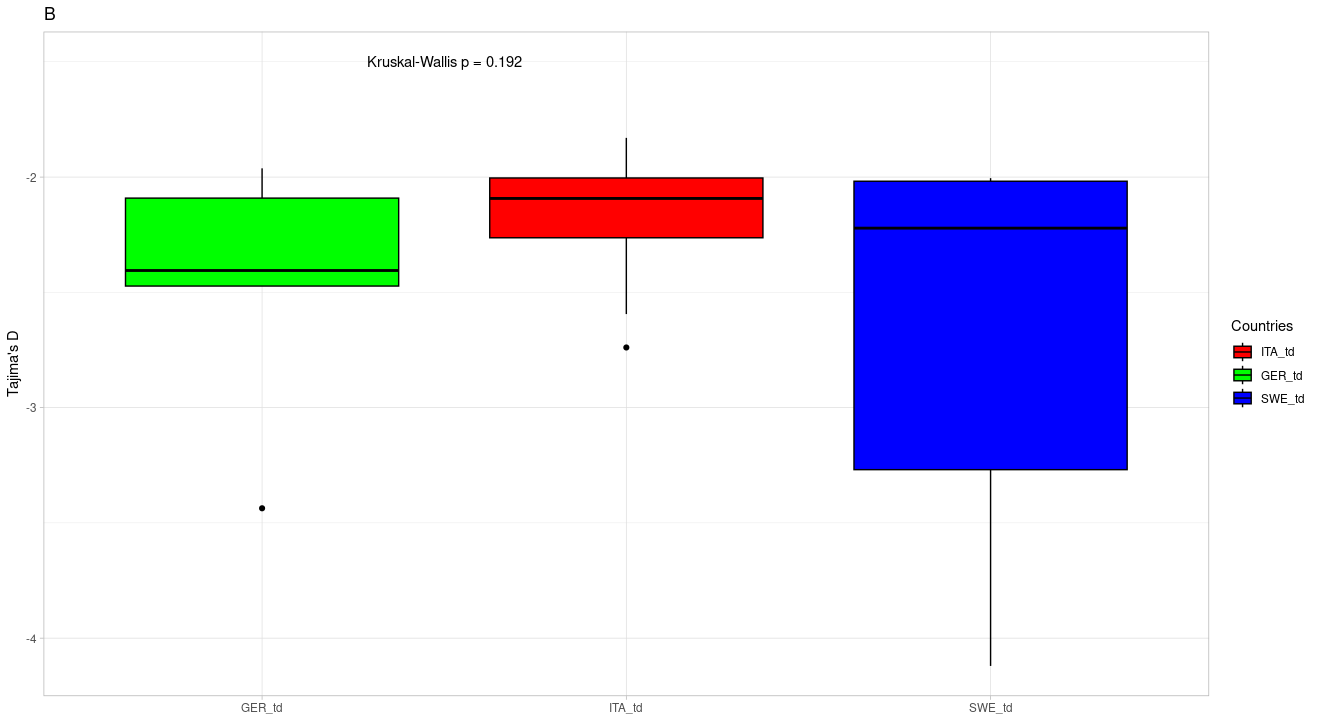 B
Kruskal-Wallis p = 0.192
Tajima's D
-2
-3
-4
GER_td
ITA_td
SWE_td
Countries
ITA_td
GER_td
SWE_td